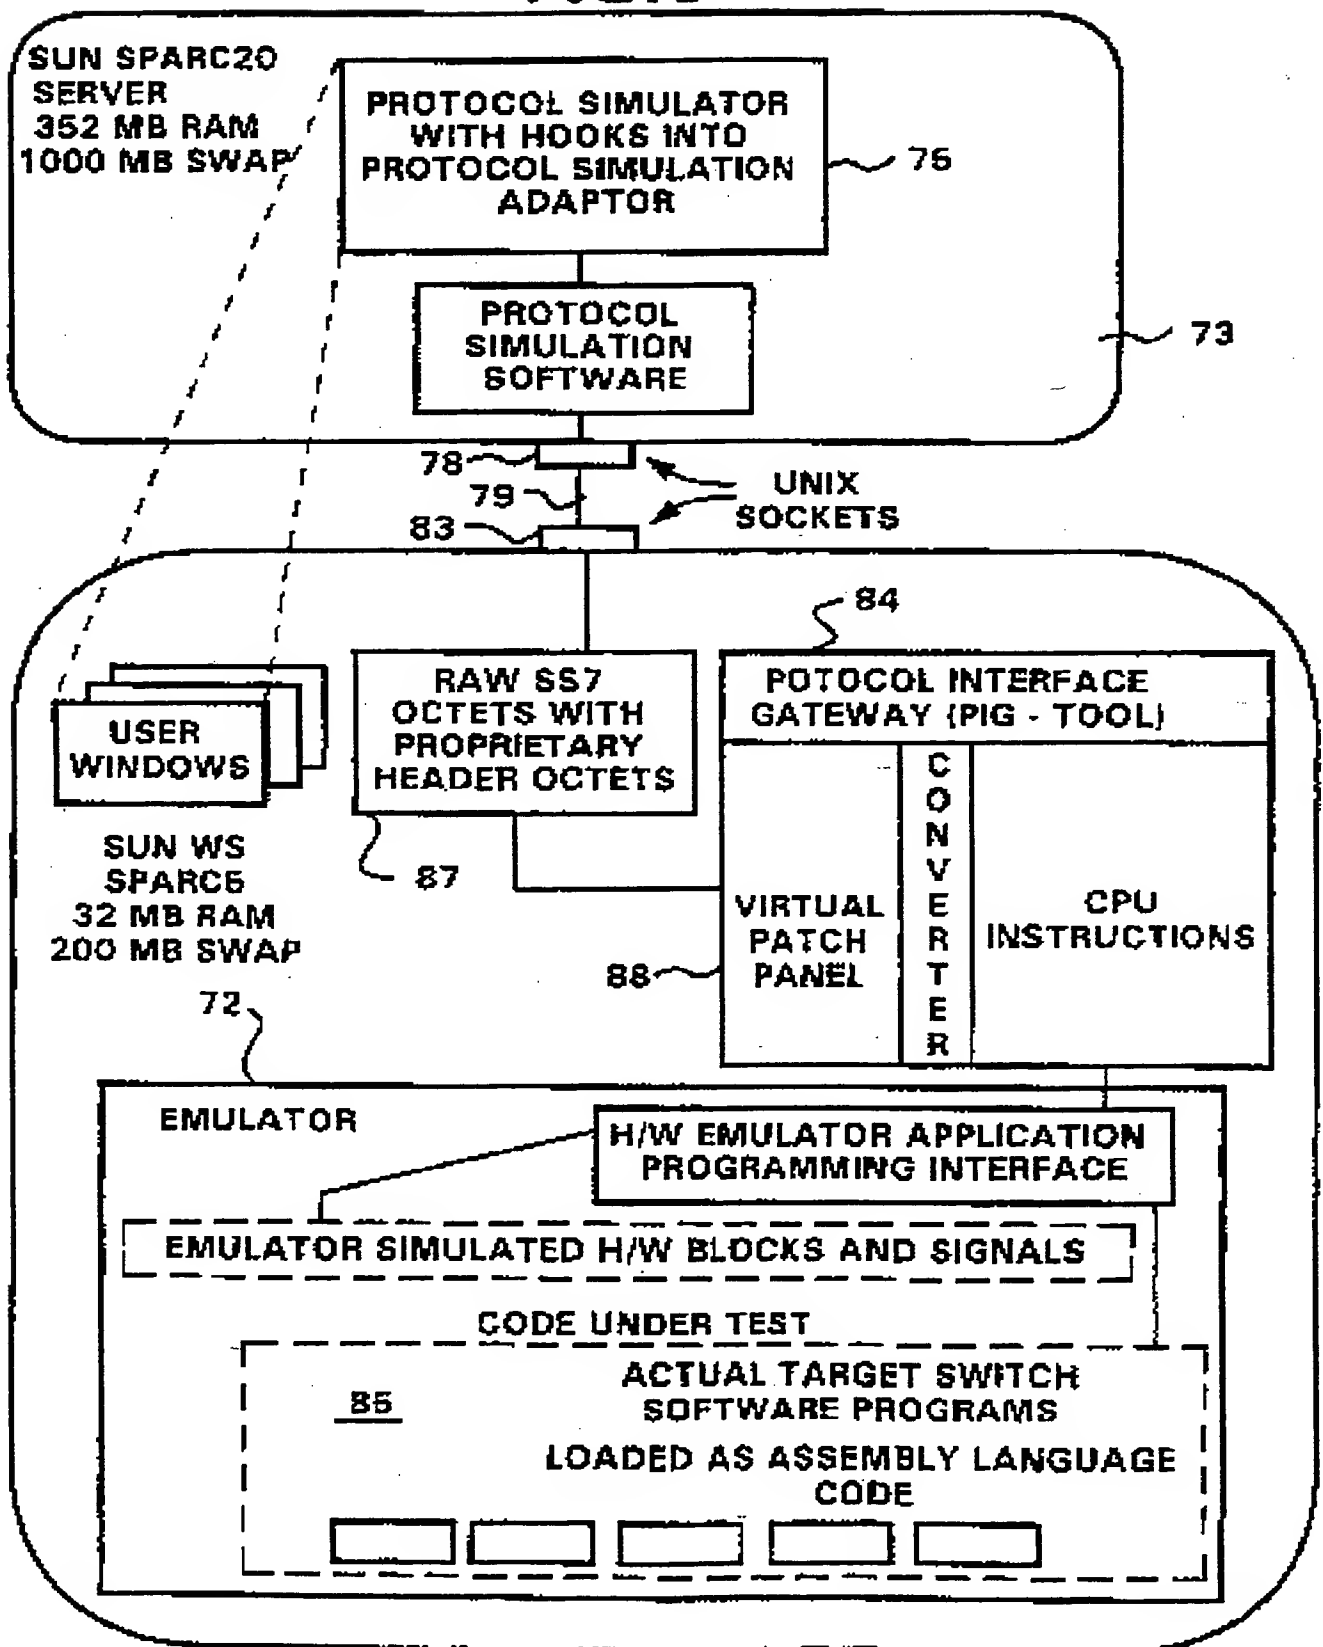 SUN SPARC20
SERVER
352 MB RAM
1000 MB SWAP
PROTOCOL SIMULATOR
WITH HOOKS INTO
PROTOCOL SIMULATION
ADAPTOR
76
PROTOCOL
SIMULATION
SOFTWARE
73
78
79
83
UNIX
SOCKETS
84
USER
WINDOWS
RAW SS7
OCTETS WITH
PROPRIETARY
HEADER OCTETS
87
POTOCOL INTERFACE
GATEWAY (PIG - TOOL)
VIRTUAL
PATCH
PANEL
88
CONVERTER
CPU
INSTRUCTIONS
SUN WS
SPARC5
32 MB RAM
200 MB SWAP
72
EMULATOR
H/W EMULATOR APPLICATION
PROGRAMMING INTERFACE
EMULATOR SIMULATED H/W BLOCKS AND SIGNALS
CODE UNDER TEST
86
ACTUAL TARGET SWITCH
SOFTWARE PROGRAMS
LOADED AS ASSEMBLY LANGUAGE
CODE